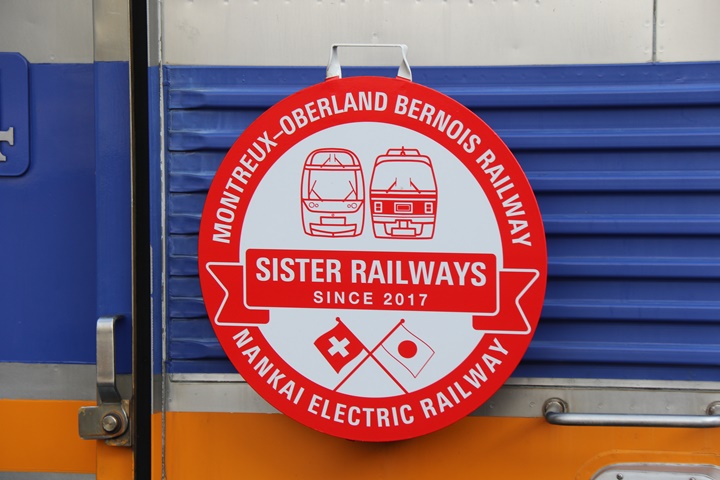 MONTREUX–OBERLAND BERNOIS RAILWAY
SISTER RAILWAYS
SINCE 2017
NANKAI ELECTRIC RAILWAY